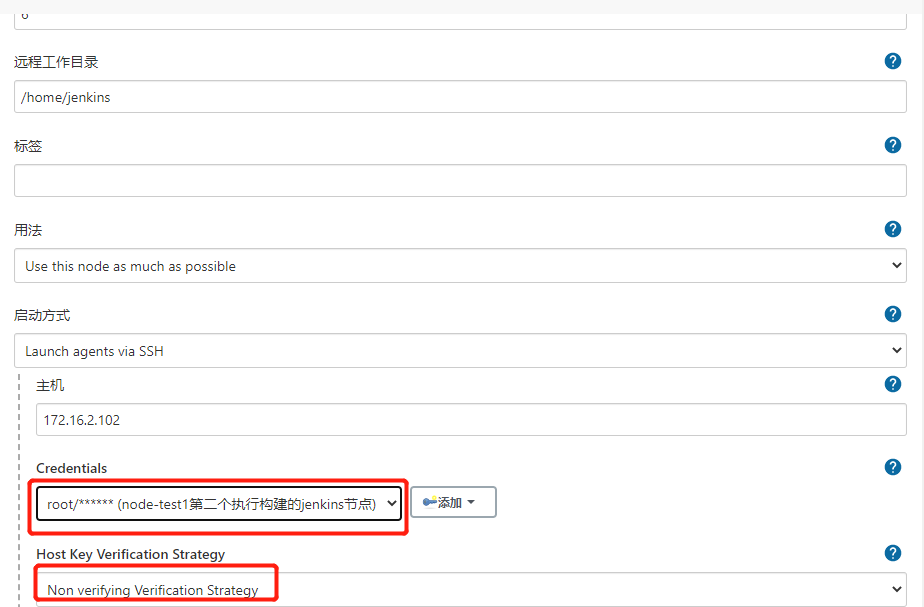 远程工作目录
/home/jenkins
标签
用法
Use this node as much as possible
启动方式
Launch agents via SSH
主机
172.16.2.102
Credentials
root/****** (node-test1第二个执行构建的jenkins节点)
添加
Host Key Verification Strategy
Non verifying Verification Strategy